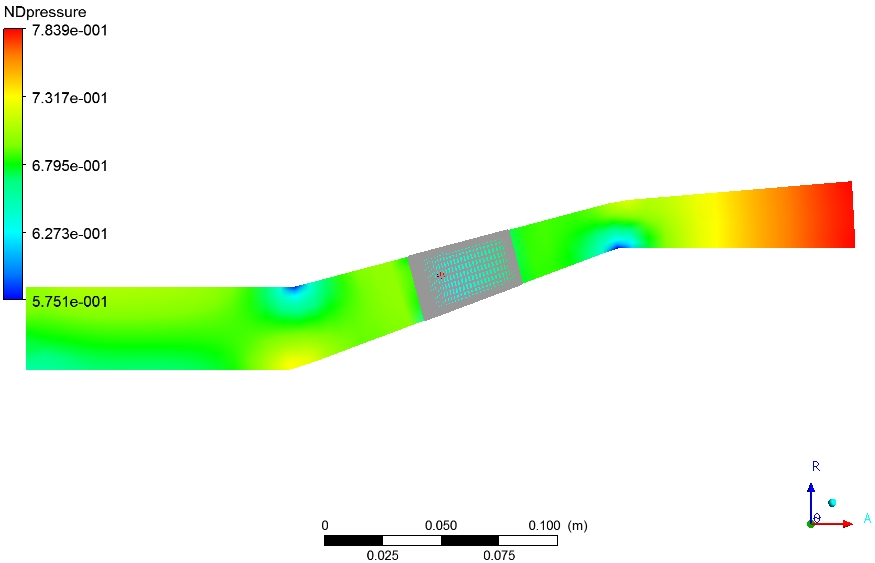 NDpressure
7.839e-001
7.317e-001
6.795e-001
6.273e-001
5.751e-001
R
θ
A
0 0.050 0.100 (m)
0.025 0.075